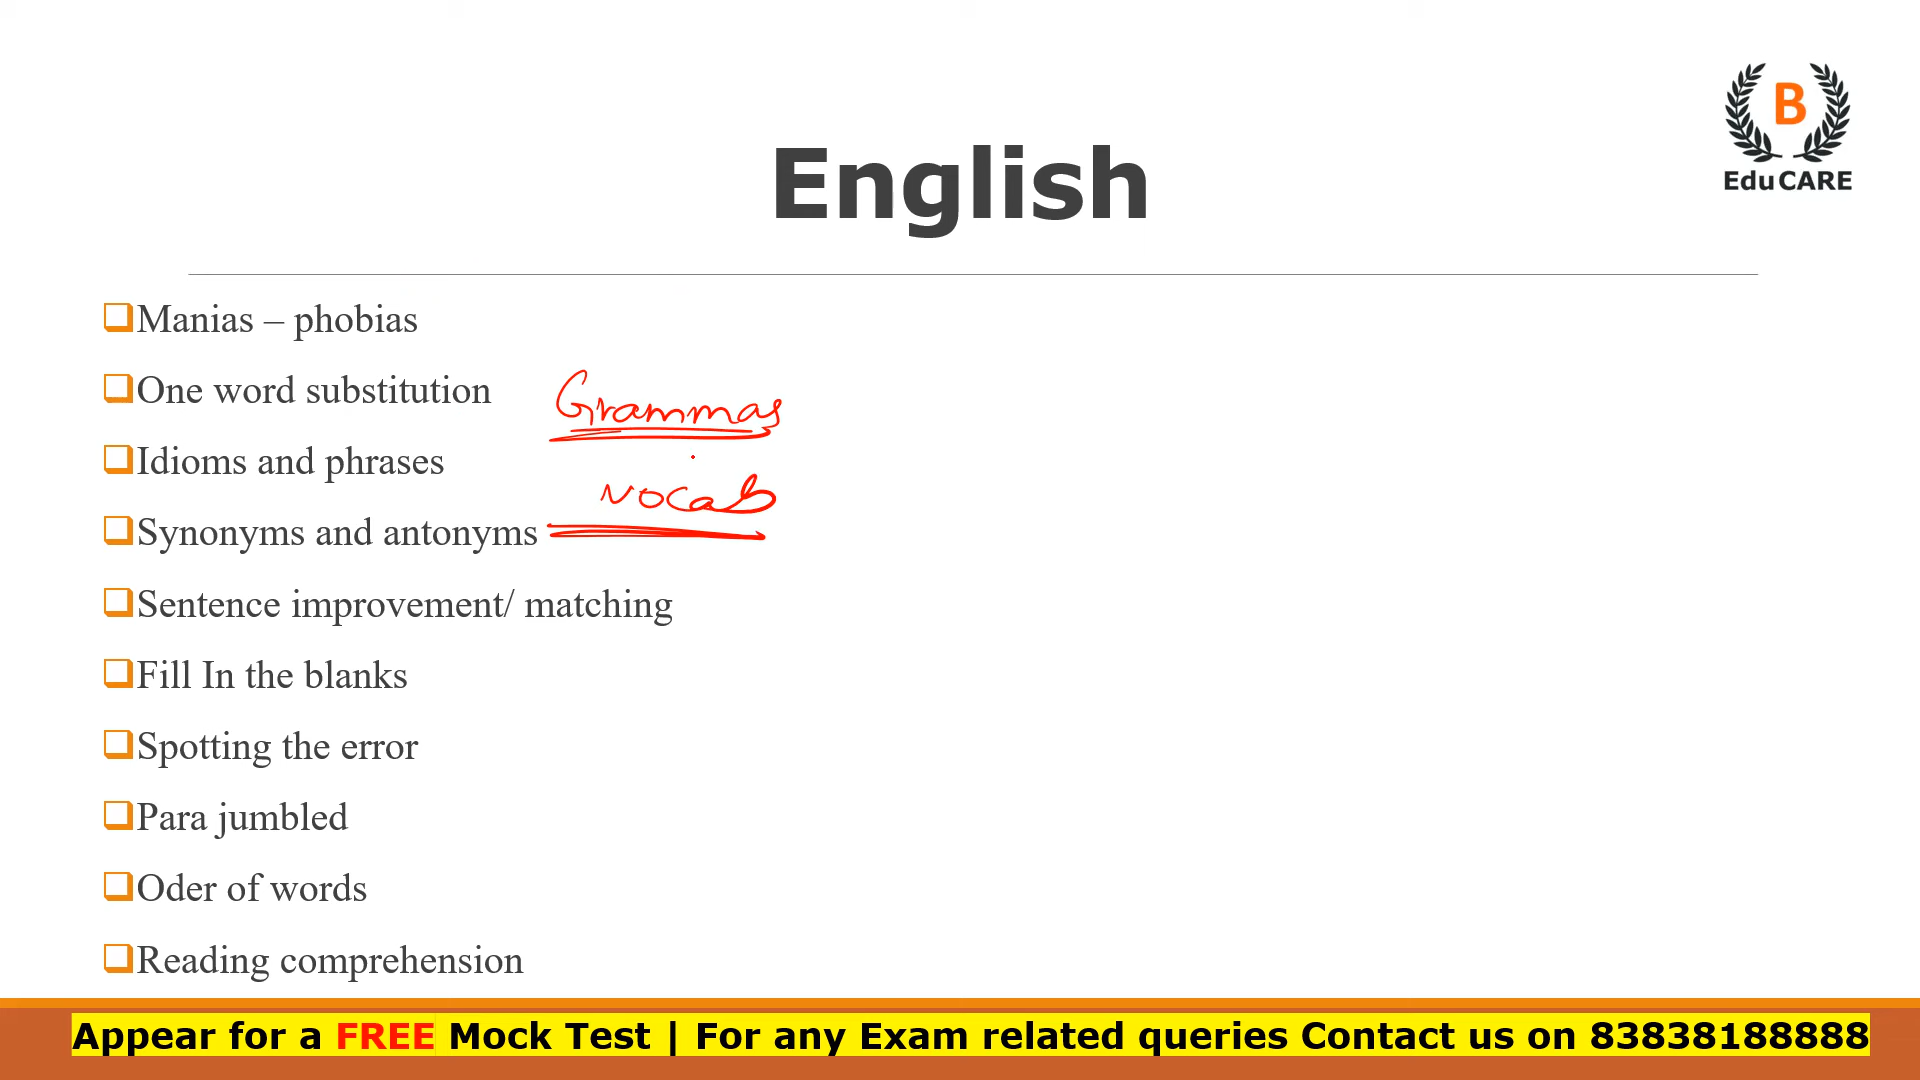 B
EduCARE
English
Manias – phobias
One word substitution
Grammar
Idioms and phrases
vocab
Synonyms and antonyms
Sentence improvement/ matching
Fill In the blanks
Spotting the error
Para jumbled
Oder of words
Reading comprehension
Appear for a FREE Mock Test | For any Exam related queries Contact us on 83838188888